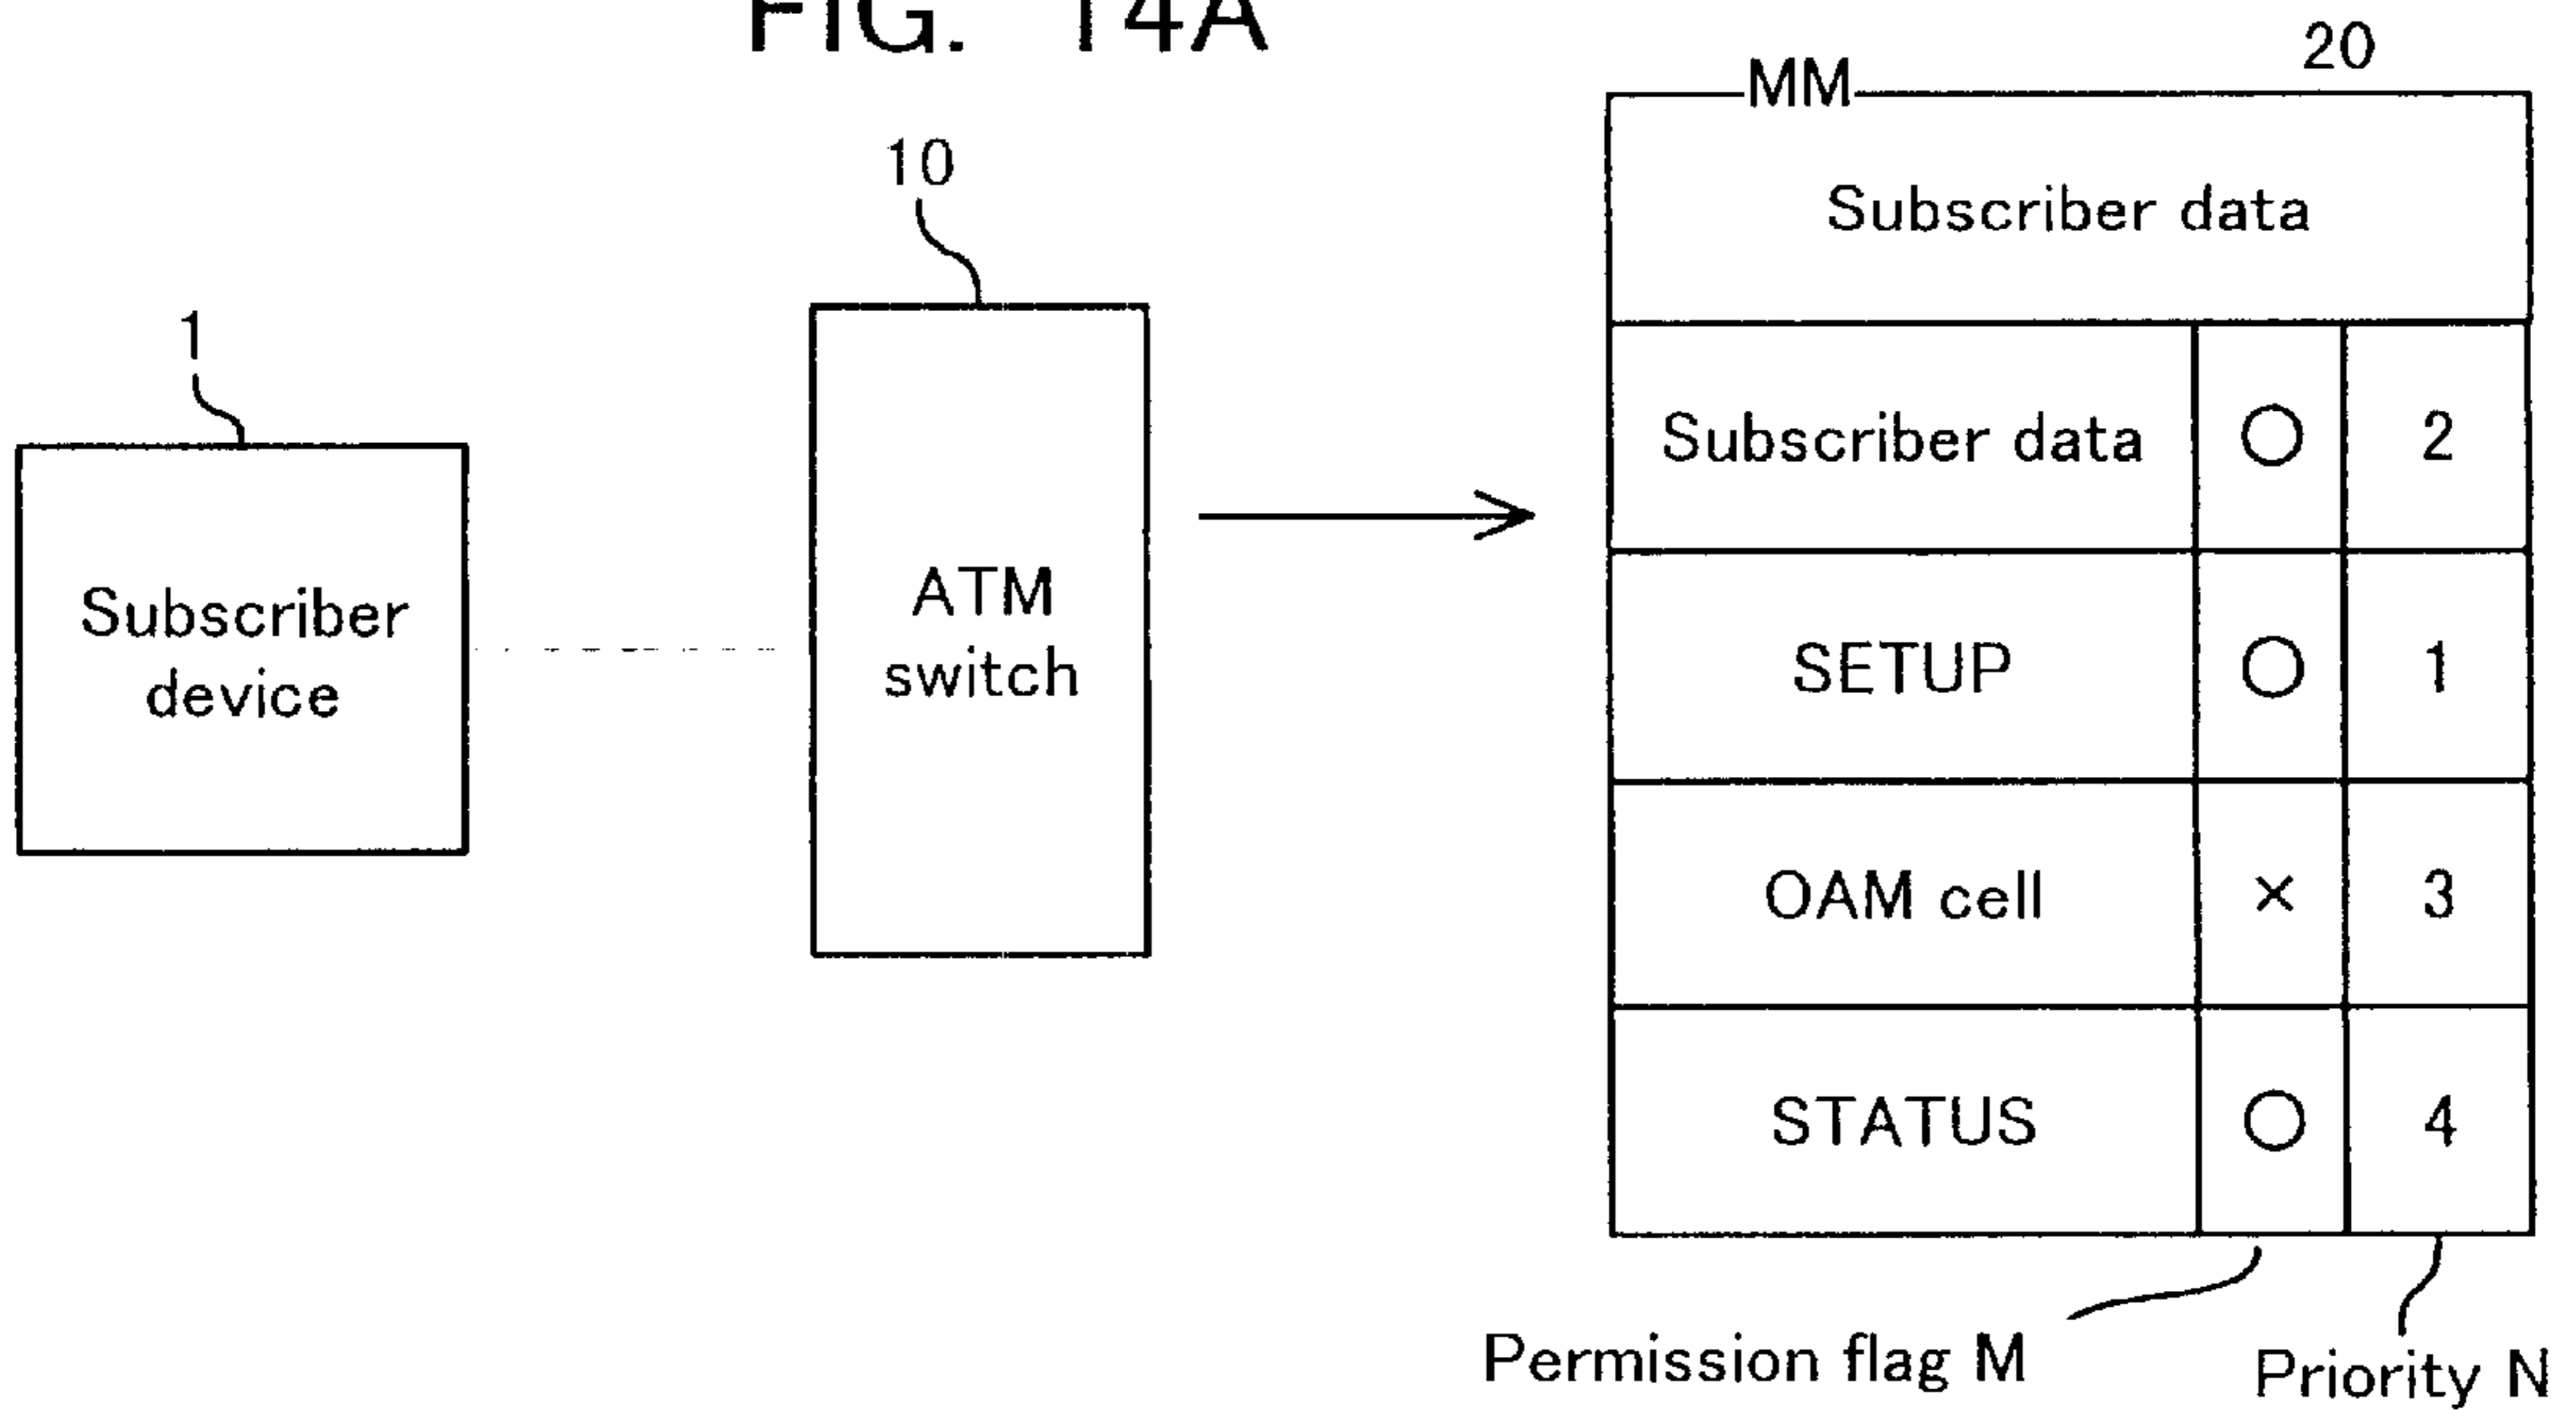 FIG. 14A
20
MM
10
Subscriber data
1
Subscriber data ○ 2
Subscriber
device
ATM
switch
SETUP ○ 1
OAM cell × 3
STATUS ○ 4
Permission flag M
Priority N